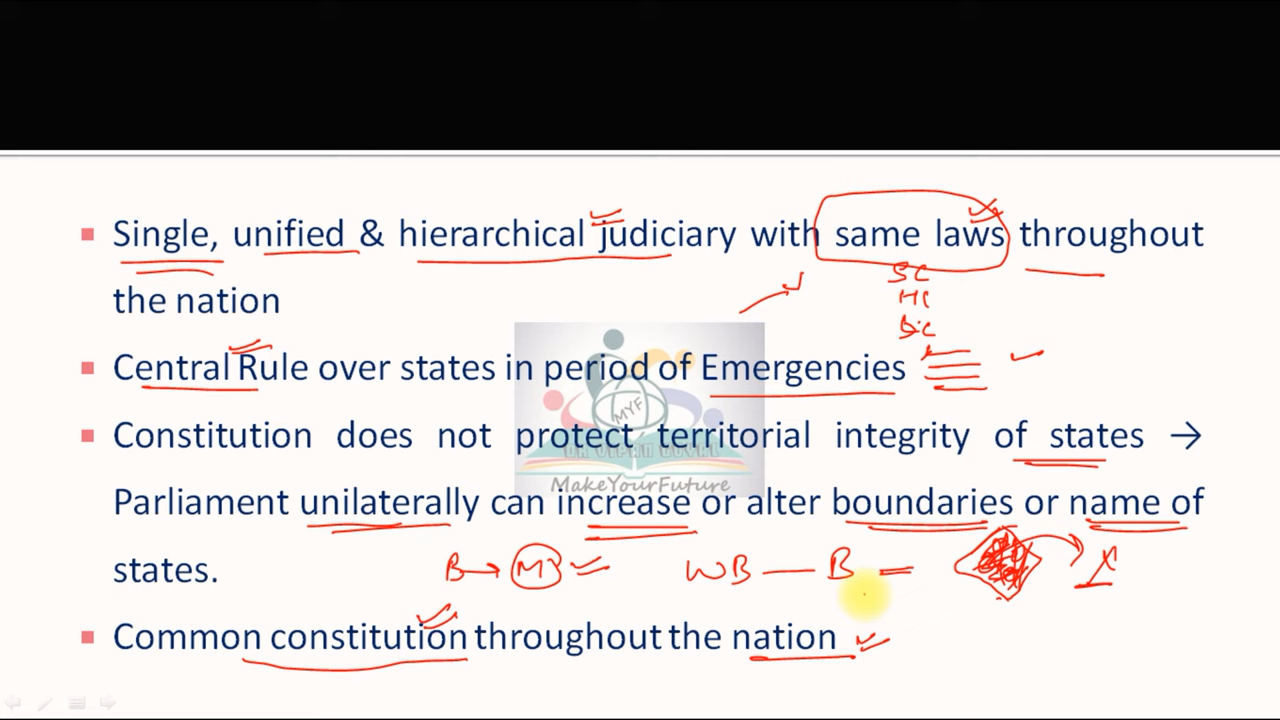 Single, unified & hierarchical judiciary with same laws throughout
the nation
SC
HC
Central Rule over states in period of Emergencies
MYF
Constitution does not protect territorial integrity of states →
MakeYourFuture
Parliament unilaterally can increase or alter boundaries or name of
states.
B → WB — B =
Common constitution throughout the nation